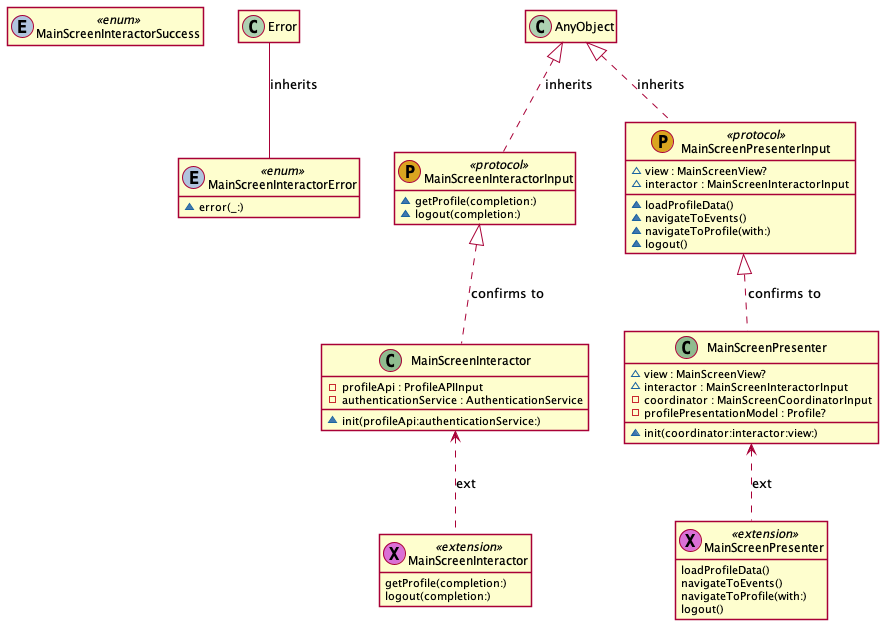 E «enum»
MainScreenInteractorSuccess
C Error
C AnyObject
inherits
inherits
inherits
E «enum»
MainScreenInteractorError
error(_:)
P «protocol»
MainScreenInteractorInput
getProfile(completion:)
logout(completion:)
P «protocol»
MainScreenPresenterInput
view : MainScreenView?
interactor : MainScreenInteractorInput
loadProfileData()
navigateToEvents()
navigateToProfile(with:)
logout()
confirms to
confirms to
C MainScreenInteractor
profileApi : ProfileAPIInput
authenticationService : AuthenticationService
init(profileApi:authenticationService:)
C MainScreenPresenter
view : MainScreenView?
interactor : MainScreenInteractorInput
coordinator : MainScreenCoordinatorInput
profilePresentationModel : Profile?
init(coordinator:interactor:view:)
ext
ext
X «extension»
MainScreenInteractor
getProfile(completion:)
logout(completion:)
X «extension»
MainScreenPresenter
loadProfileData()
navigateToEvents()
navigateToProfile(with:)
logout()